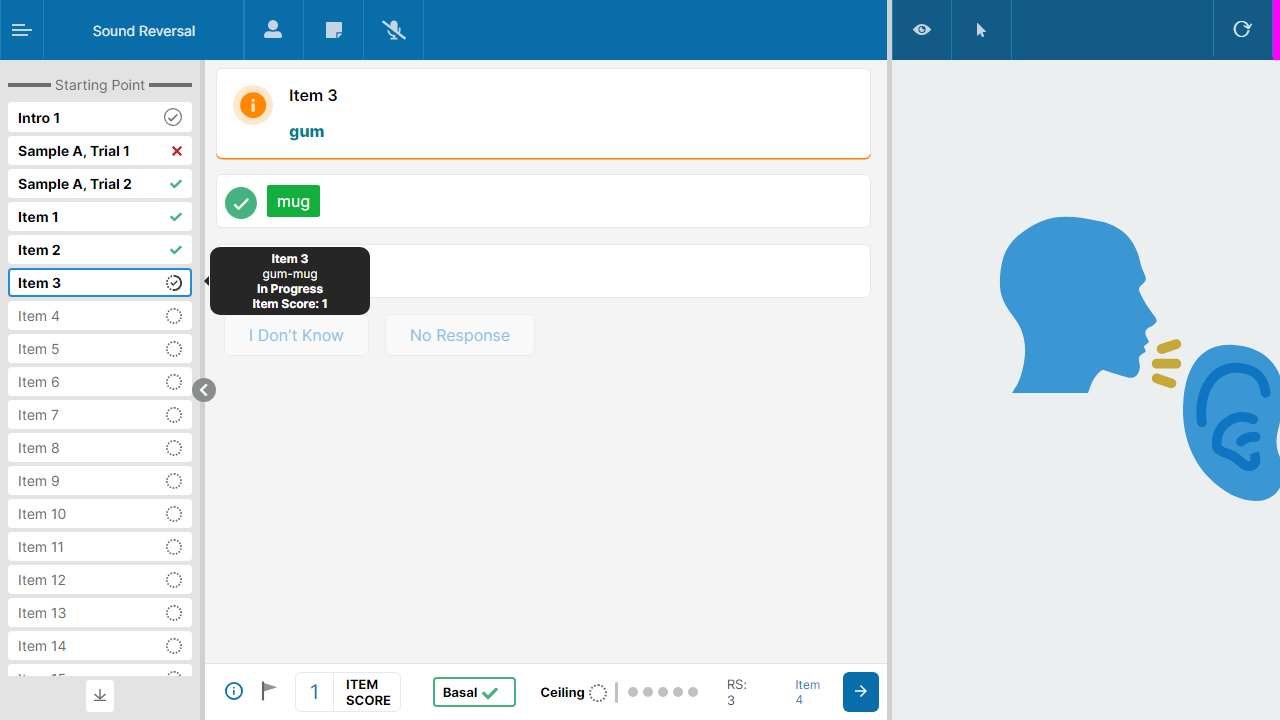 Sound Reversal
Starting Point
Intro 1
Sample A, Trial 1
Sample A, Trial 2
Item 1
Item 2
Item 3
Item 4
Item 5
Item 6
Item 7
Item 8
Item 9
Item 10
Item 11
Item 12
Item 13
Item 14
Item 3
gum
mug
Item 3
gum-mug
In Progress
Item Score: 1
I Don't Know
No Response
1
ITEM
SCORE
Basal
Ceiling
RS:
3
Item
4